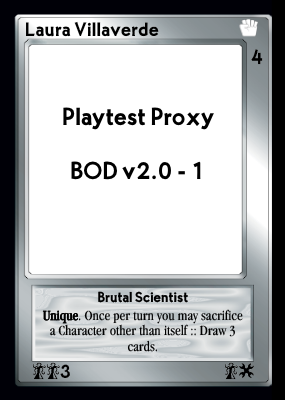 Laura Villaverde
4
Playtest Proxy
BOD v2.0 - 1
Brutal Scientist
Unique. Once per turn you may sacrifice
a Character other than itself :: Draw 3
cards.
3